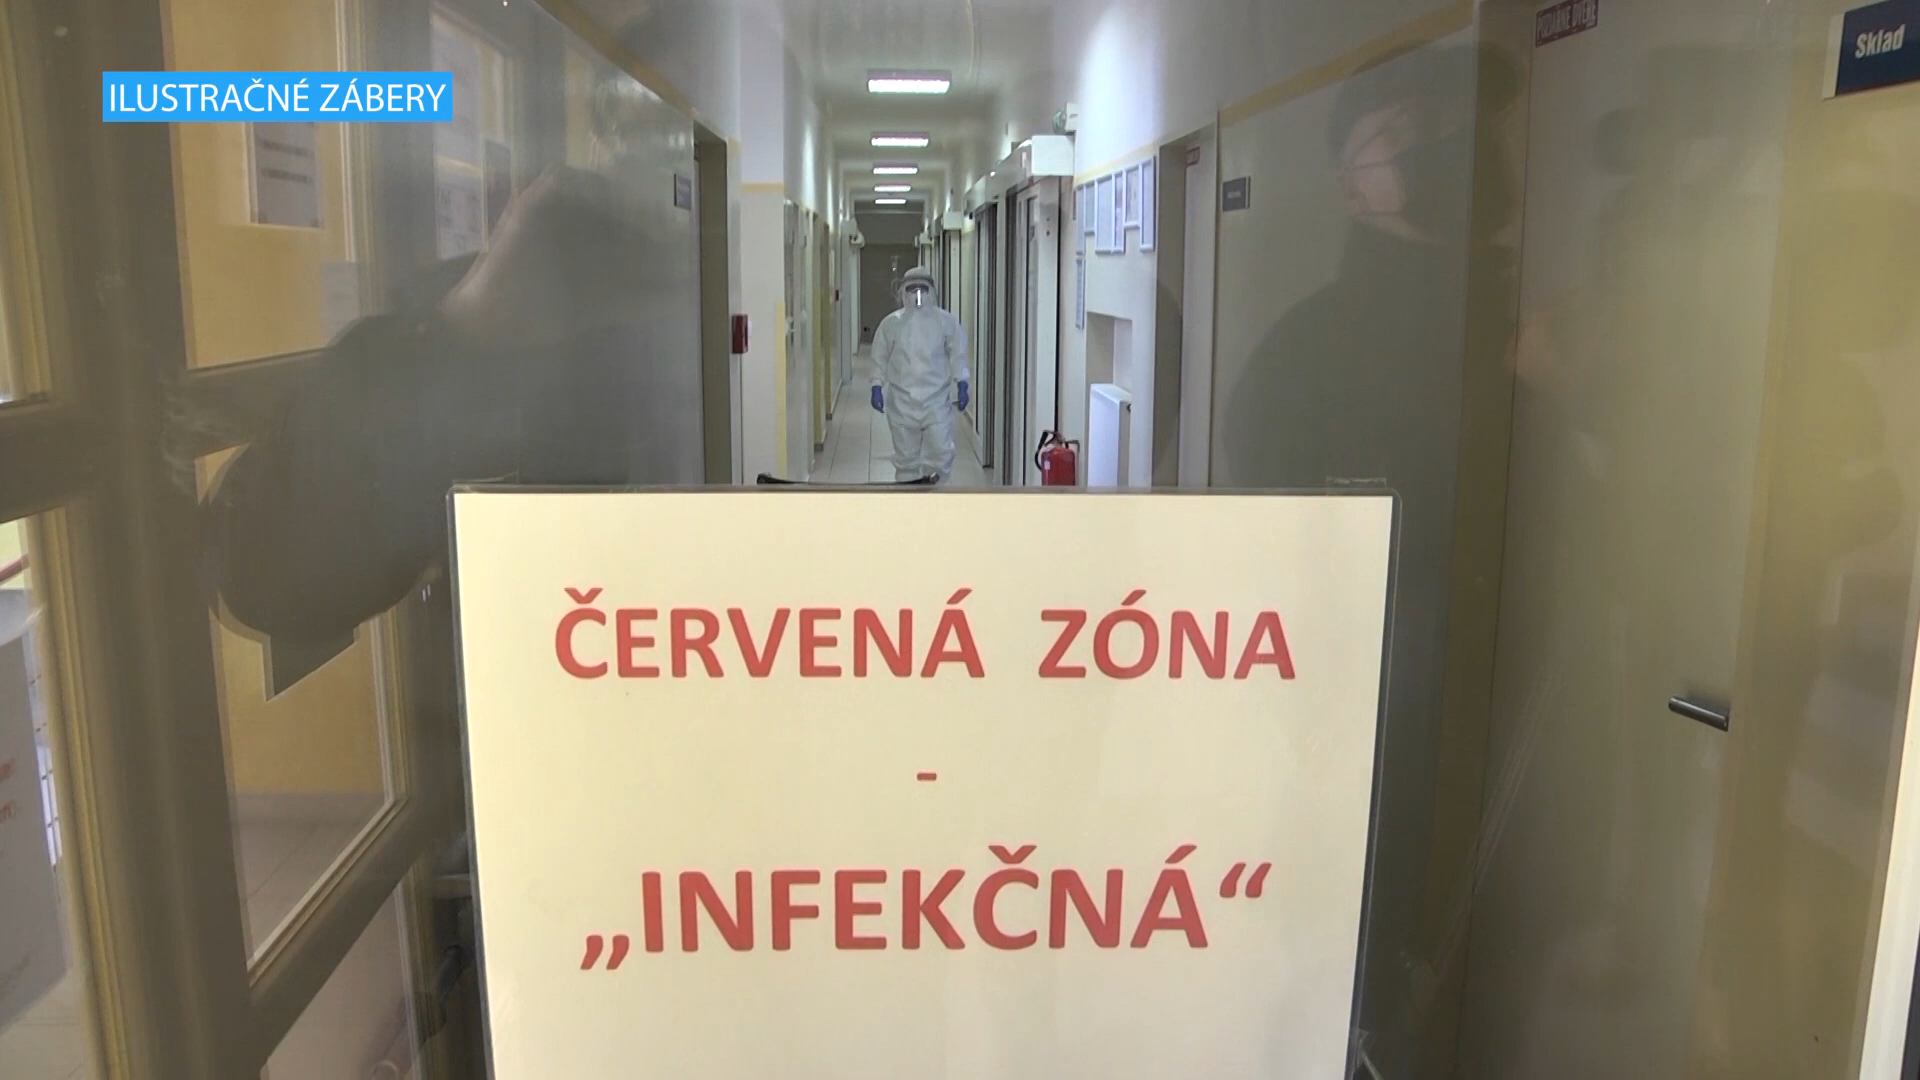 ILUSTRAČNÉ ZÁBERY
Sklad
ČERVENÁ ZÓNA
-
„INFEKČNÁ“